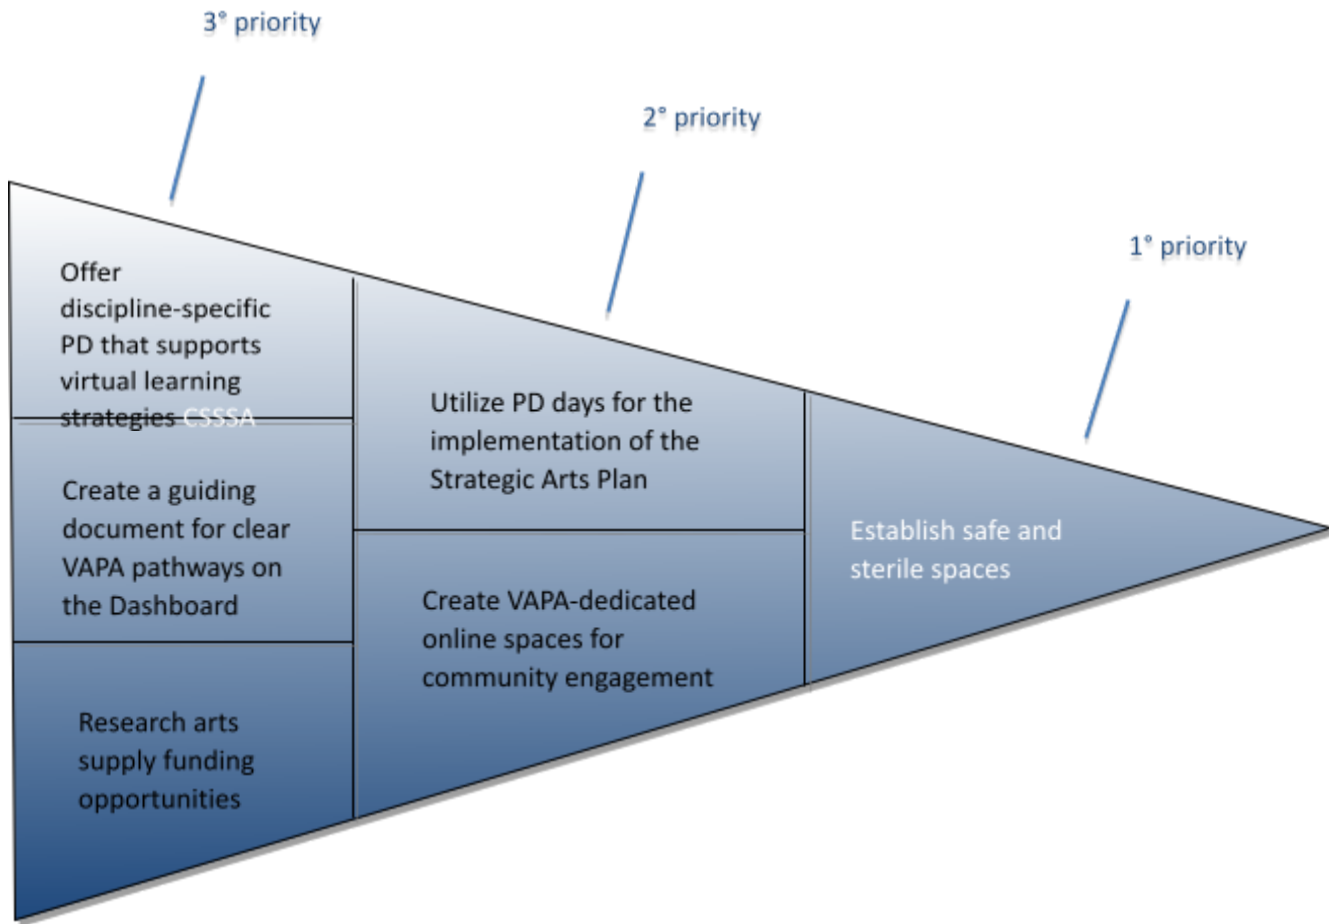 3° priority
2° priority
1° priority
Offer
discipline-specific
PD that supports
virtual learning
strategies CSSSA
Create a guiding
document for clear
VAPA pathways on
the Dashboard
Research arts
supply funding
opportunities
Utilize PD days for the
implementation of the
Strategic Arts Plan
Create VAPA-dedicated
online spaces for
community engagement
Establish safe and
sterile spaces